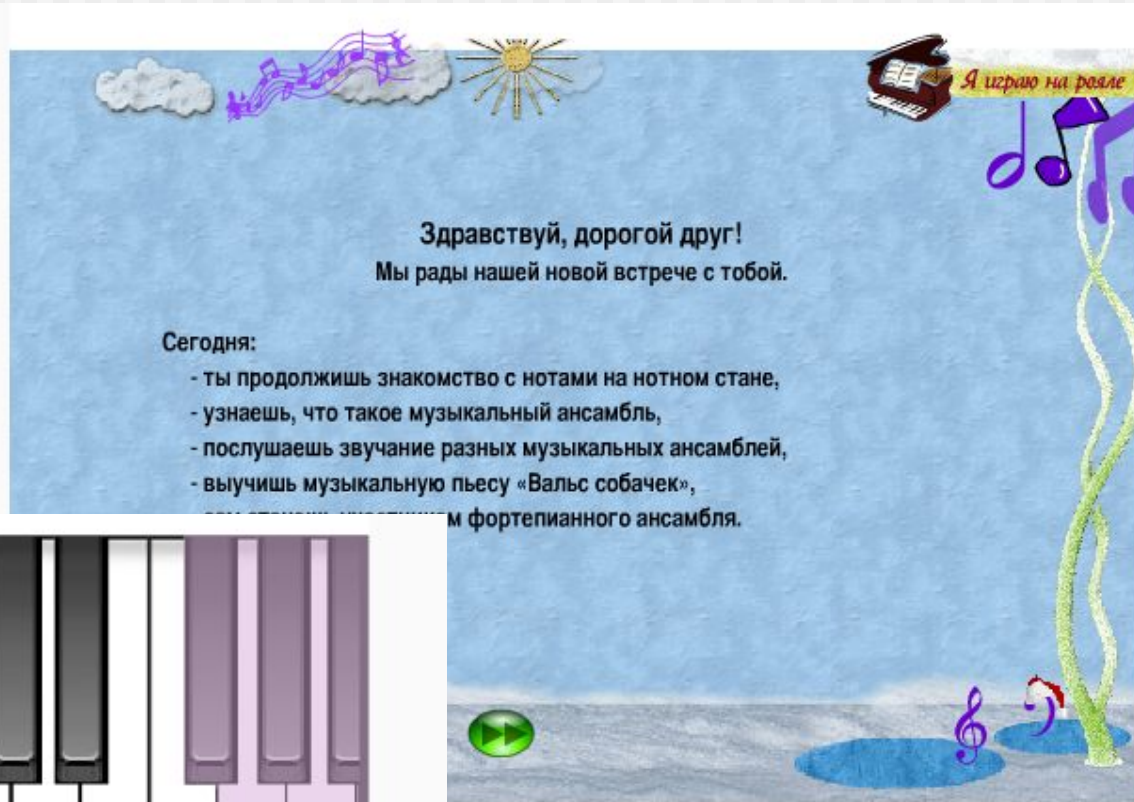 Я играю на рояле
Здравствуй, дорогой друг!
Мы рады нашей новой встрече с тобой.
Сегодня:
- ты продолжишь знакомство с нотами на нотном стане,
- узнаешь, что такое музыкальный ансамбль,
- послушаешь звучание разных музыкальных ансамблей,
- выучишь музыкальную пьесу «Вальс собачек»,
фортепианного ансамбля.